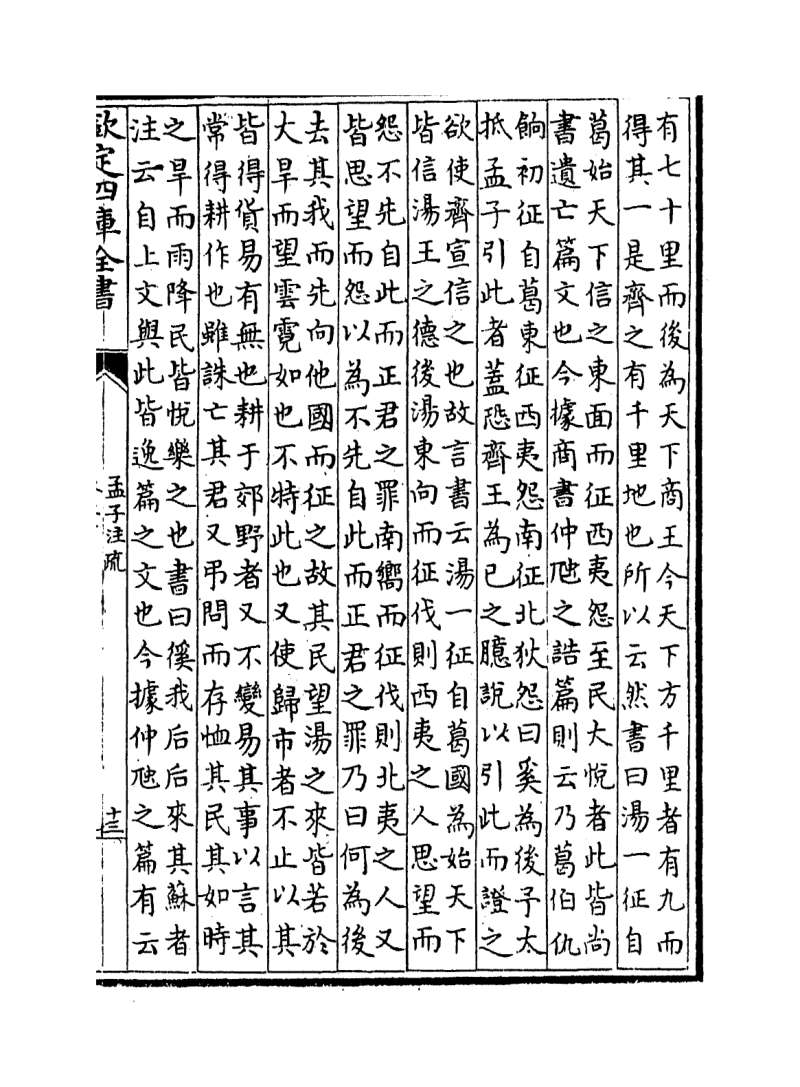 有七十里而後為天下商王今天下方千里者有九而
得其一是齊之有千里地也所以云然書曰湯一征自
葛始天下信之東面而征西夷怨至民大悅者此皆尚
書遺亡篇文也今據商書仲虺之誥篇則云乃葛伯仇
餉初征自葛東征西夷怨南征北狄怨曰奚為後子太
抵孟子引此者蓋恐齊王為已之臆說以引此而證之
欲使齊宣信之也故言書云湯一征自葛國為始天下
皆信湯王之德後湯東向而征伐則西夷之人思望而
怨不先自此而正君之罪南嚮而征伐則北夷之人又
皆思望而怨以為不先自此而正君之罪乃曰何為後
去其我而先向他國而征之故其民望湯之來皆若於
大旱而望雲霓如也不特此也又使歸市者不止以其
皆得貨易有無也耕于郊野者又不變易其事以言其
常得耕作也雖誅亡其君又弔問而存恤其民其如時
之旱而雨降民皆悅樂之也書曰徯我后后來其蘇者
注云自上文與此皆逸篇之文也今據仲虺之篇有云
欽定四庫全書
孟子注疏
十三